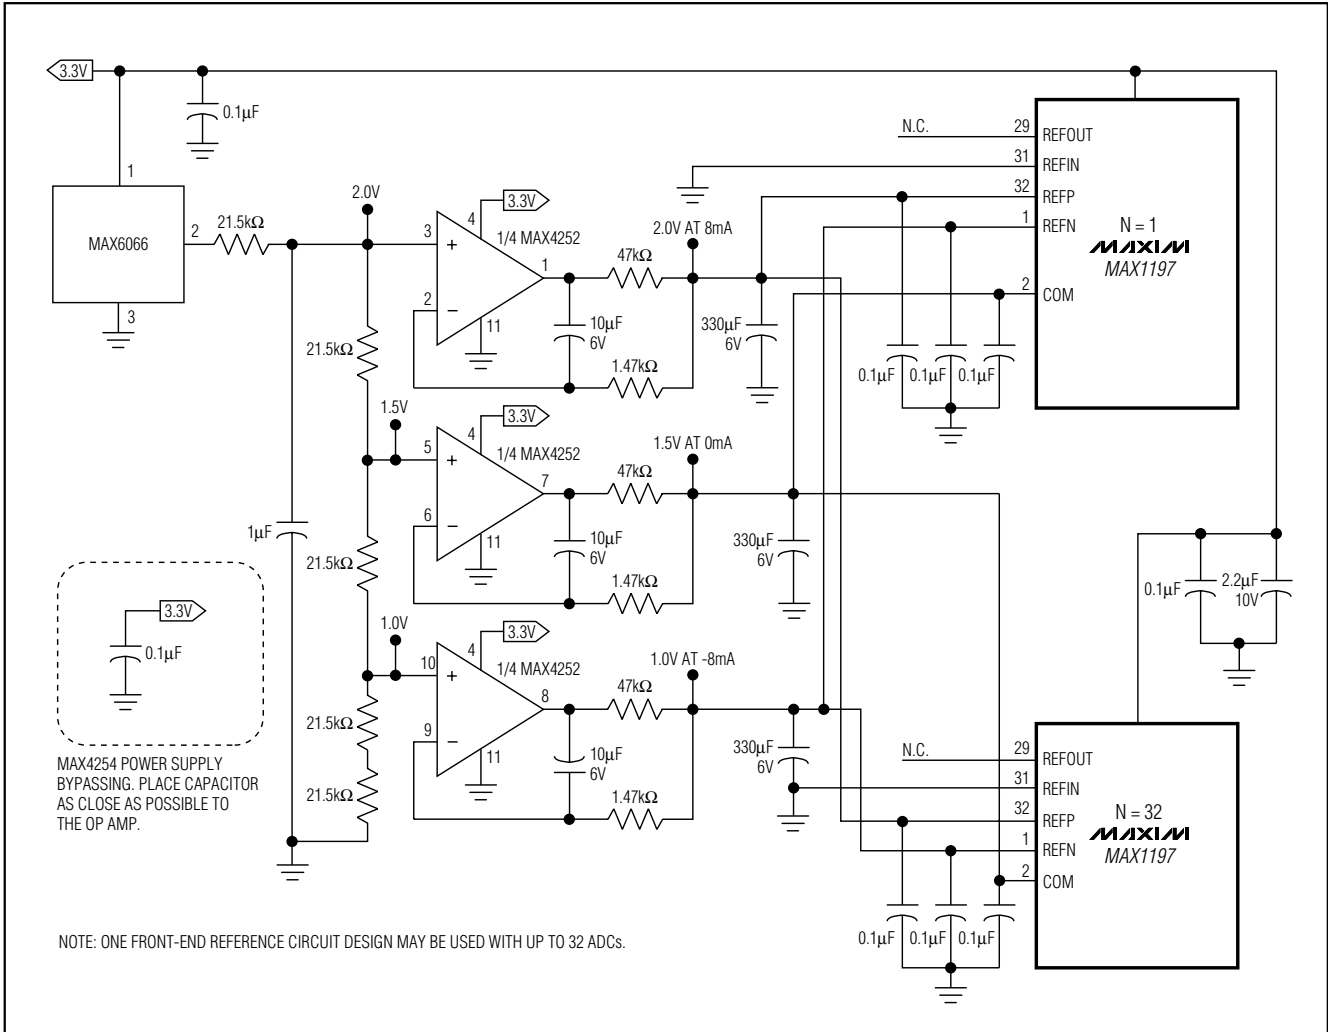 3.3V
0.1µF
1
MAX6066
2
3
21.5kΩ
2.0V
21.5kΩ
1µF
3
+
2
−
4
3.3V
1/4 MAX4252
1
11
10µF
6V
47kΩ
1.47kΩ
2.0V AT 8mA
330µF
6V
1.5V
5
+
6
−
4
3.3V
1/4 MAX4252
7
11
10µF
6V
47kΩ
1.47kΩ
1.5V AT 0mA
330µF
6V
21.5kΩ
1.0V
10
+
9
−
4
3.3V
1/4 MAX4252
8
11
10µF
6V
47kΩ
1.47kΩ
1.0V AT -8mA
330µF
6V
21.5kΩ
21.5kΩ
3.3V
0.1µF
MAX4254 POWER SUPPLY
BYPASSING. PLACE CAPACITOR
AS CLOSE AS POSSIBLE TO
THE OP AMP.
N.C.
29 REFOUT
31 REFIN
32 REFP
1 REFN
2 COM
N = 1
MAXIM
MAX1197
0.1µF 0.1µF 0.1µF
0.1µF
2.2µF
10V
N.C.
29 REFOUT
31 REFIN
32 REFP
1 REFN
2 COM
N = 32
MAXIM
MAX1197
0.1µF 0.1µF 0.1µF
NOTE: ONE FRONT-END REFERENCE CIRCUIT DESIGN MAY BE USED WITH UP TO 32 ADCs.